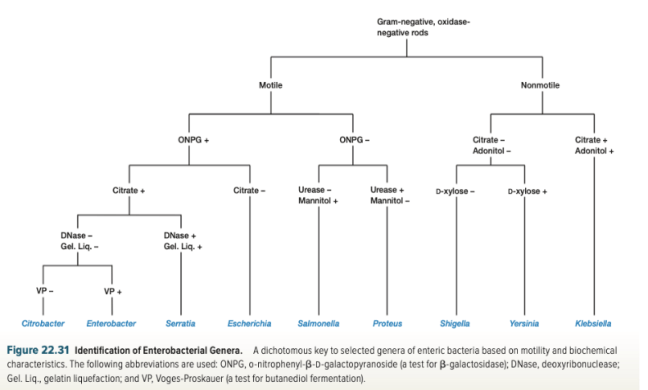 Gram-negative, oxidase-
negative rods
Motile
Nonmotile
ONPG +
ONPG –
Citrate –
Adonitol –
Citrate +
Adonitol +
Citrate +
Citrate –
Urease –
Mannitol +
Urease +
Mannitol –
D-xylose –
D-xylose +
DNase –
Gel. Liq. –
DNase +
Gel. Liq. +
VP –
VP +
Citrobacter
Enterobacter
Serratia
Escherichia
Salmonella
Proteus
Shigella
Yersinia
Klebsiella
Figure 22.31 Identification of Enterobacterial Genera. A dichotomous key to selected genera of enteric bacteria based on motility and biochemical
characteristics. The following abbreviations are used: ONPG, o-nitrophenyl-β-D-galactopyranoside (a test for β-galactosidase); DNase, deoxyribonuclease;
Gel. Liq., gelatin liquefaction; and VP, Voges-Proskauer (a test for butanediol fermentation).